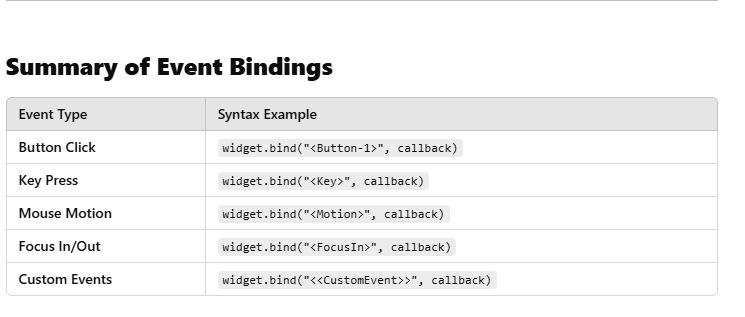 Summary of Event Bindings
Event Type Syntax Example
Button Click widget.bind("<Button-1>", callback)
Key Press widget.bind("<Key>", callback)
Mouse Motion widget.bind("<Motion>", callback)
Focus In/Out widget.bind("<FocusIn>", callback)
Custom Events widget.bind("<<CustomEvent>>", callback)